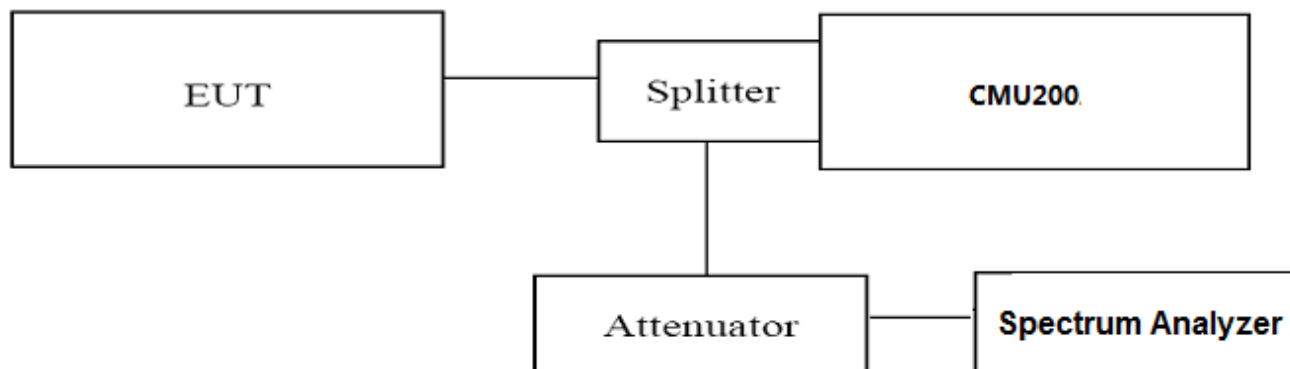 EUT
Splitter
CMU200.
Attenuator
Spectrum Analyzer